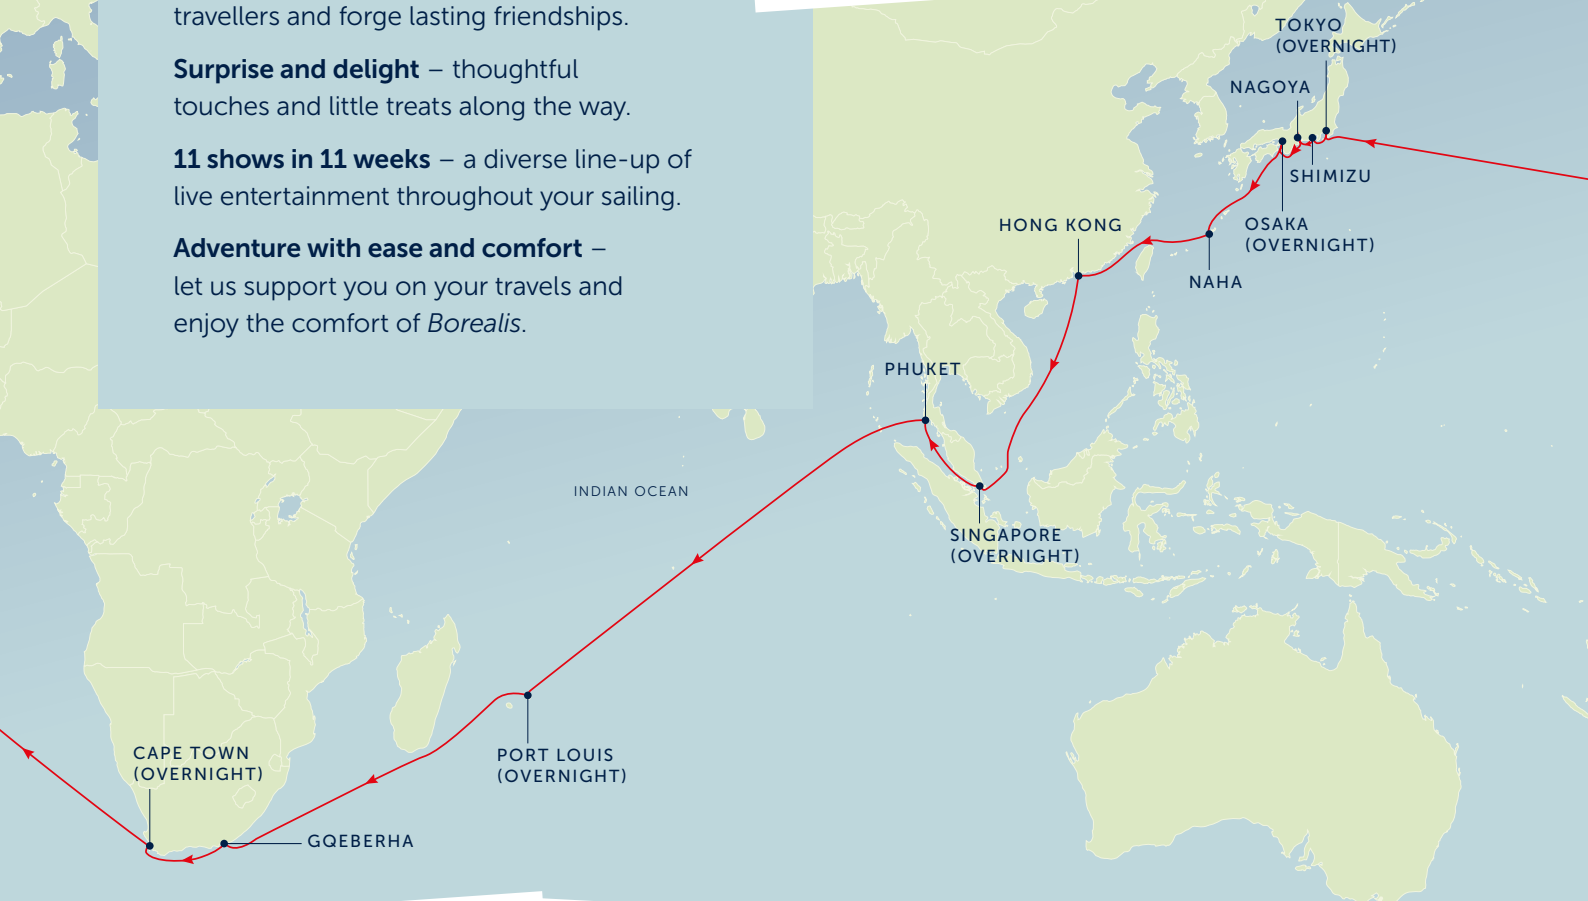 travellers and forge lasting friendships.
Surprise and delight – thoughtful
touches and little treats along the way.
11 shows in 11 weeks – a diverse line-up of
live entertainment throughout your sailing.
Adventure with ease and comfort –
let us support you on your travels and
enjoy the comfort of Borealis.
TOKYO
(OVERNIGHT)
NAGOYA
SHIMIZU
OSAKA
(OVERNIGHT)
NAHA
HONG KONG
PHUKET
SINGAPORE
(OVERNIGHT)
INDIAN OCEAN
PORT LOUIS
(OVERNIGHT)
CAPE TOWN
(OVERNIGHT)
GQEBERHA